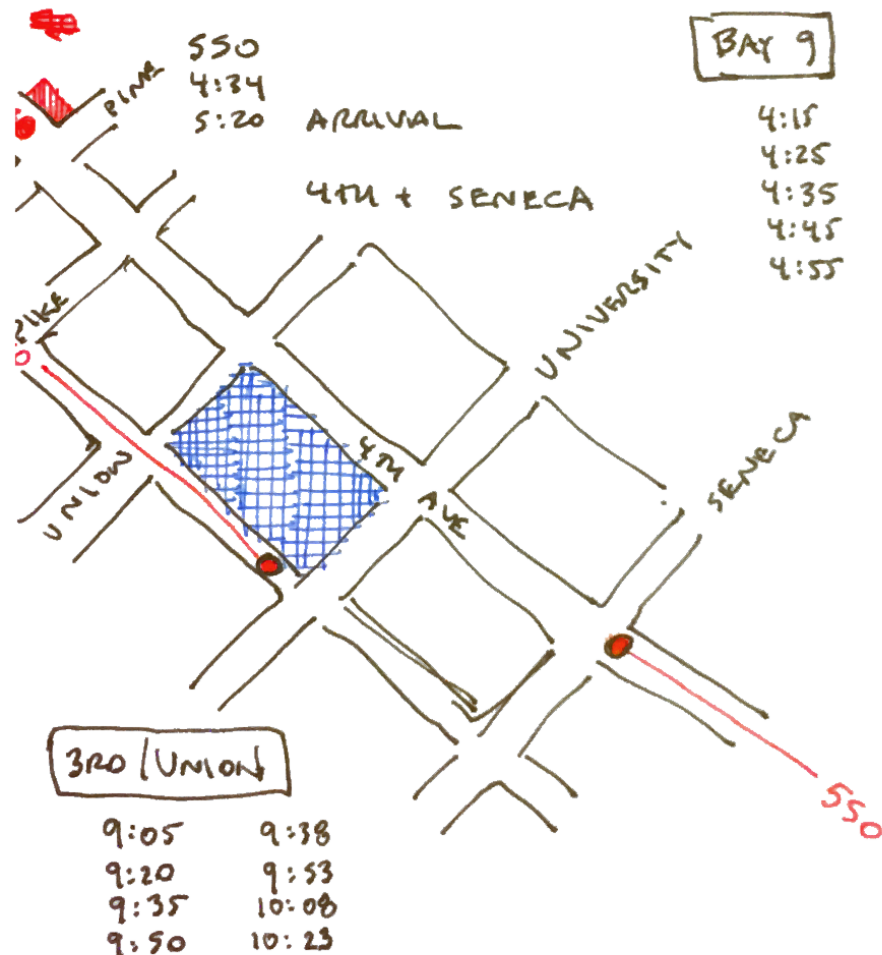 BAY 9
4:15
4:25
4:35
4:45
4:55
550
4:34
5:20 ARRIVAL
4TH + SENECA
PINE
PIKE
UNION
UNIVERSITY
SENECA
4TH
AVE
550
3RD / UNION
9:05 9:38
9:20 9:53
9:35 10:08
9:50 10:23